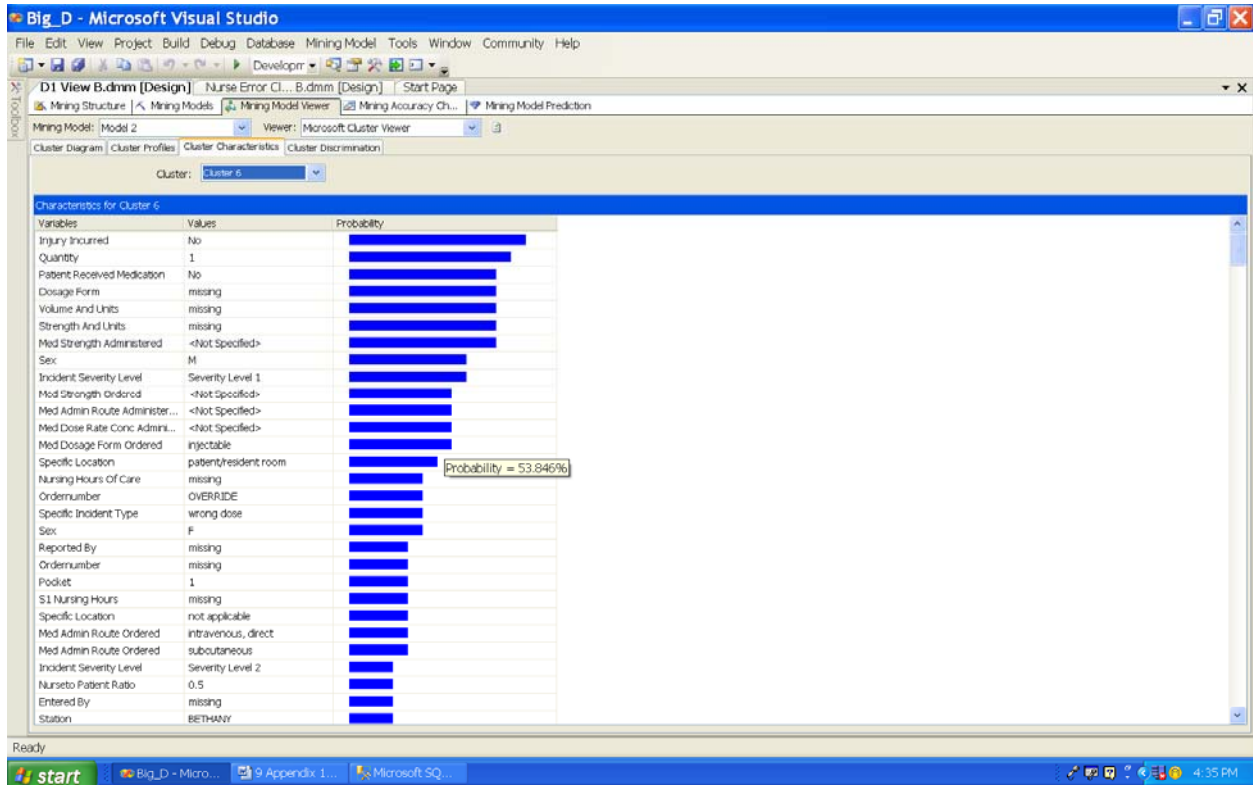 Big_D - Microsoft Visual Studio
File Edit View Project Build Debug Database Mining Model Tools Window Community Help
Developm
Toolbox
D1 View B.dmm [Design] Nurse Error Cl... B.dmm [Design] Start Page
Mining Structure Mining Models Mining Model Viewer Mining Accuracy Ch... Mining Model Prediction
Mining Model: Model 2 Viewer: Microsoft Cluster Viewer
Cluster Diagram Cluster Profiles Cluster Characteristics Cluster Discrimination
Cluster: Cluster 6
Characteristics for Cluster 6
Variables Values Probability
Injury Incurred No
Quantity 1
Patient Received Medication No
Dosage Form missing
Volume And Units missing
Strength And Units missing
Med Strength Administered <Not Specified>
Sex M
Incident Severity Level Severity Level 1
Med Strength Ordered <Not Specified>
Med Admin Route Administer... <Not Specified>
Med Dose Rate Conc Admini... <Not Specified>
Med Dosage Form Ordered injectable
Specific Location patient/resident room
Probability = 53.846%
Nursing Hours Of Care missing
Ordernumber OVERRIDE
Specific Incident Type wrong dose
Sex F
Reported By missing
Ordernumber missing
Pocket 1
S1 Nursing Hours missing
Specific Location not applicable
Med Admin Route Ordered intravenous, direct
Med Admin Route Ordered subcutaneous
Incident Severity Level Severity Level 2
Nurseto Patient Ratio 0.5
Entered By missing
Station BETHANY
Ready
start Big_D - Micro... 9 Appendix 1... Microsoft SQ... 4:35 PM